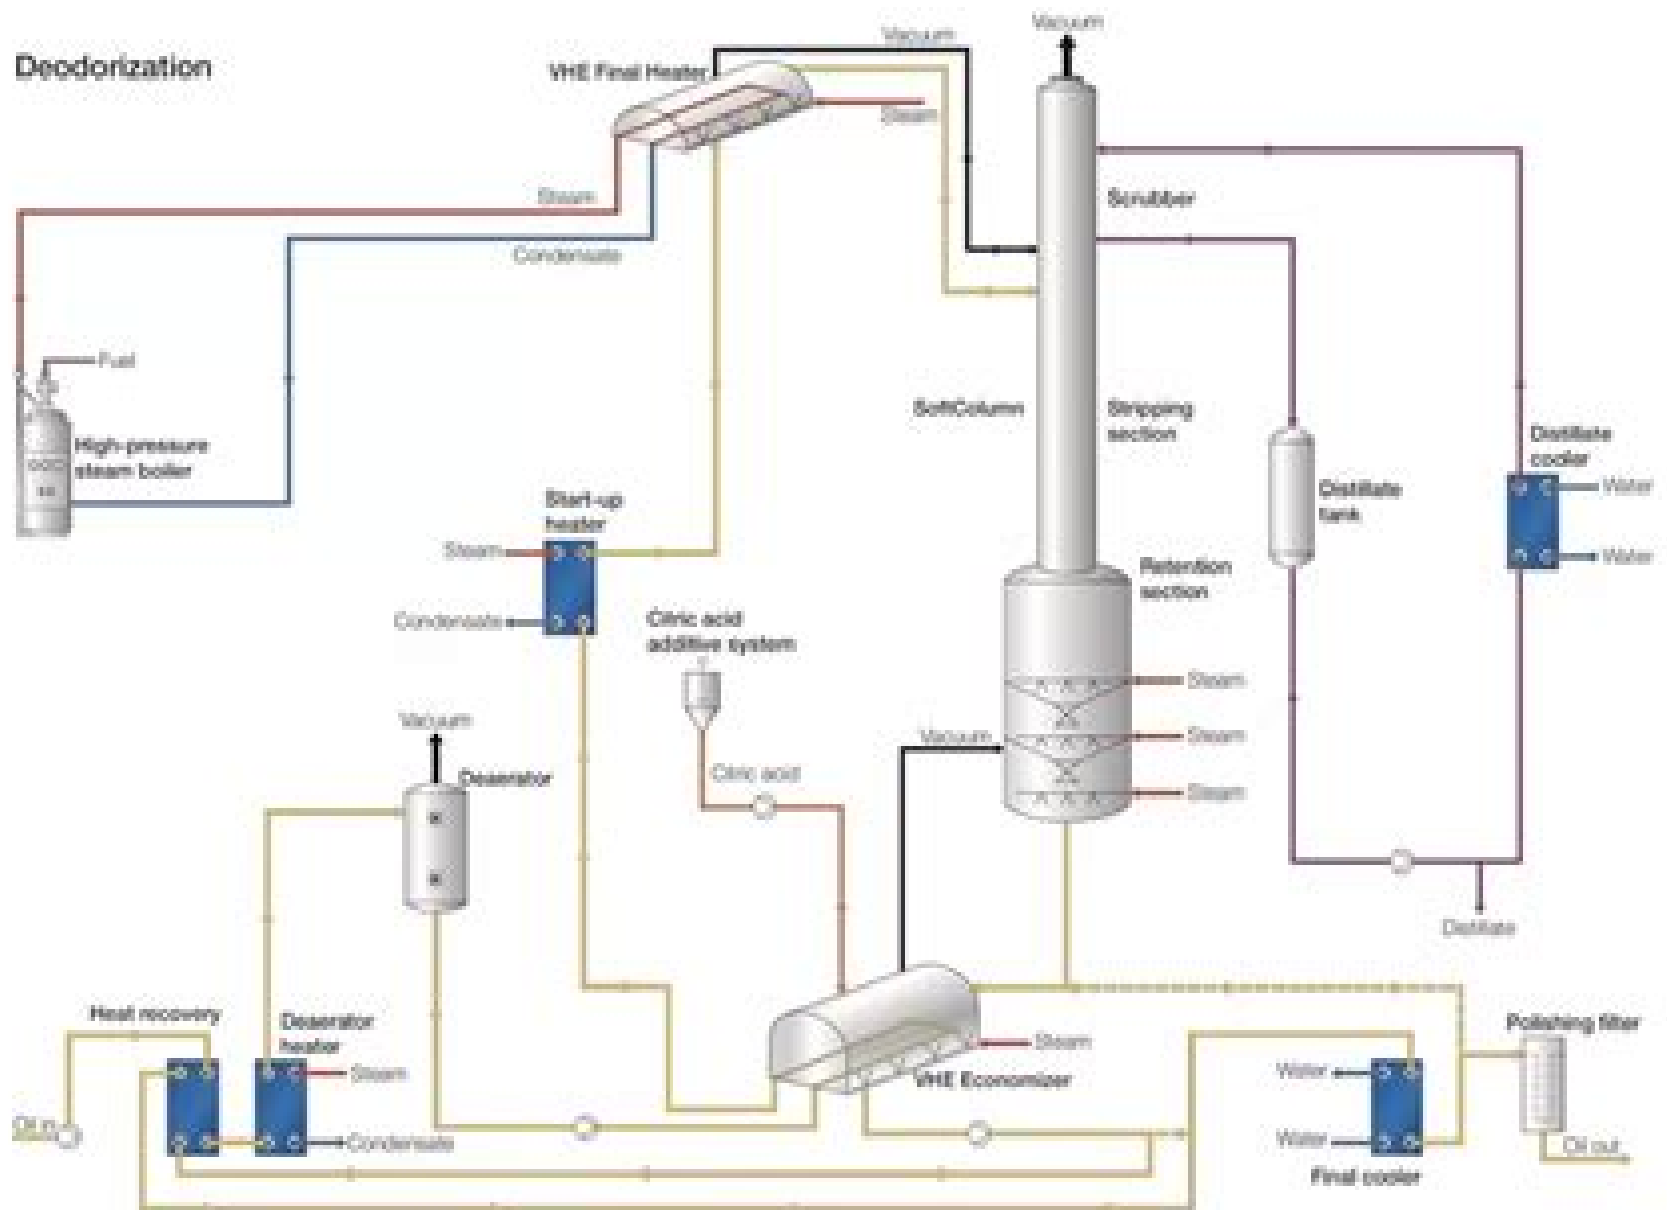 Deodorization
Vacuum
Vacuum
VHE Final Heater
Steam
Steam
Condensate
Scrubber
Fuel
High-pressure
steam boiler
SoftColumn
Stripping
section
Distillate
cooler
Water
Water
Distillate
tank
Start-up
heater
Steam
Condensate
Retention
section
Citric acid
additive system
Steam
Steam
Steam
Vacuum
Vacuum
Deaerator
Citric acid
Distillate
Heat recovery
Deaerator
heater
Steam
Condensate
Oil in
Steam
VHE Economizer
Polishing filter
Water
Water
Final cooler
Oil out